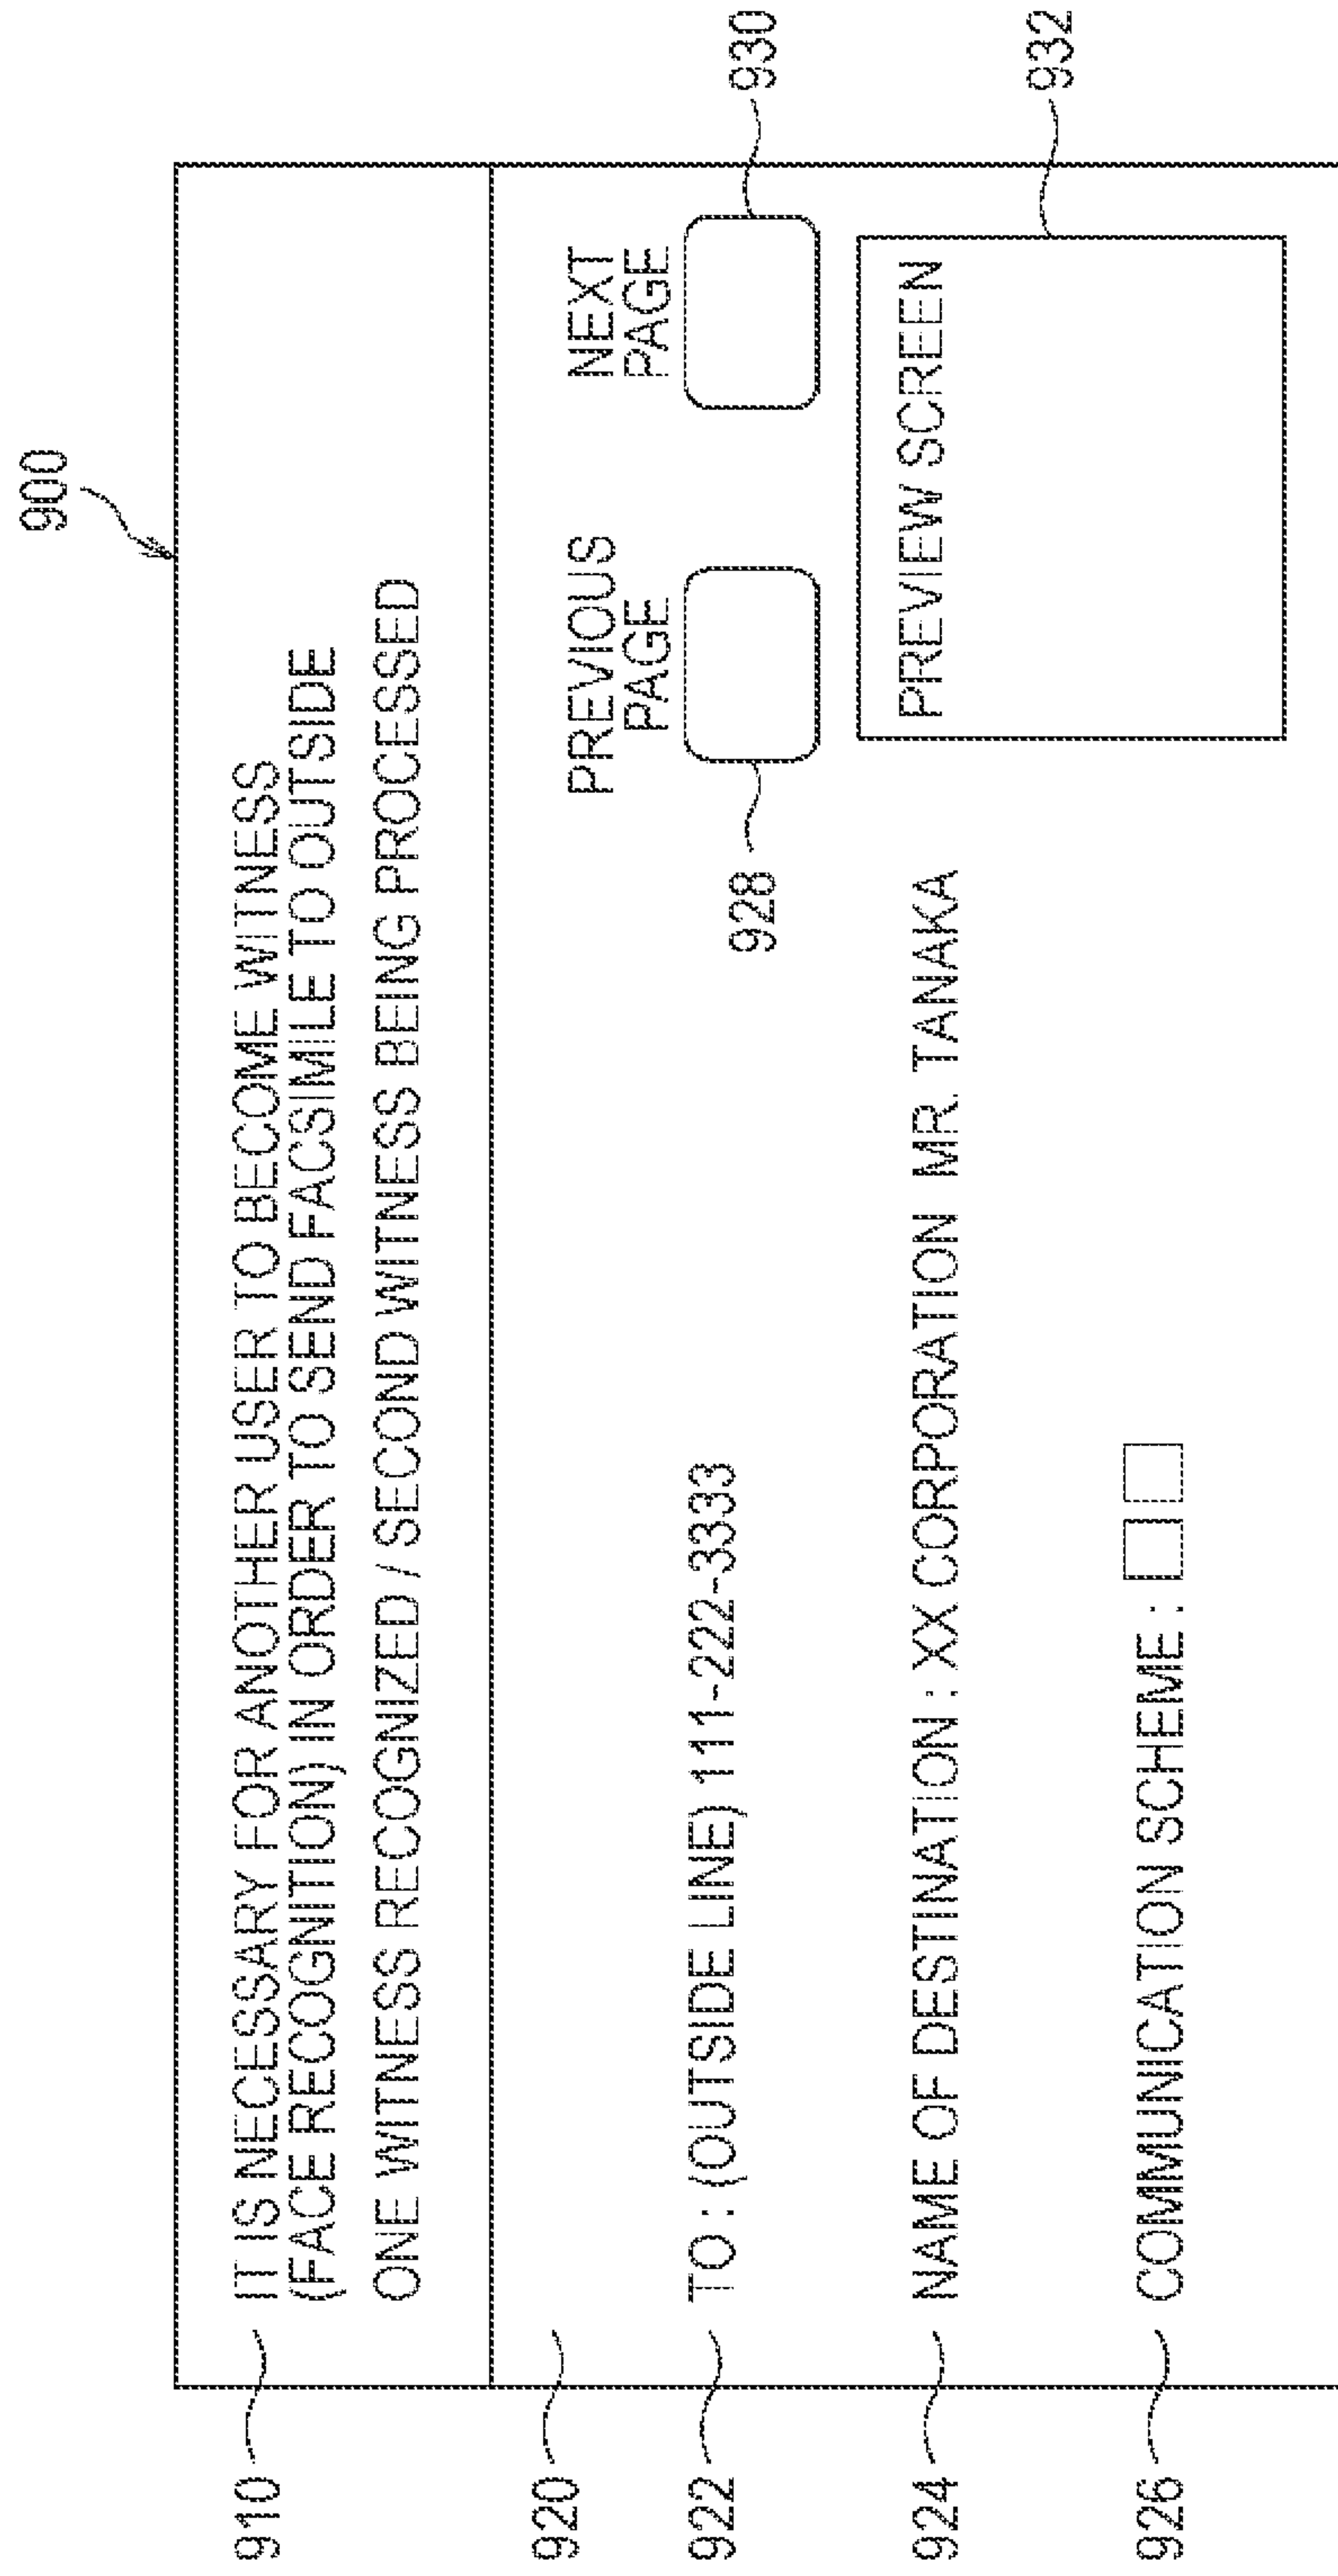 900
910
IT IS NECESSARY FOR ANOTHER USER TO BECOME WITNESS
(FACE RECOGNITION) IN ORDER TO SEND FACSIMILE TO OUTSIDE
ONE WITNESS RECOGNIZED / SECOND WITNESS BEING PROCESSED
920
PREVIOUS
PAGE
NEXT
PAGE
922
TO : (OUTSIDE LINE) 111-222-3333
928
930
924
NAME OF DESTINATION : XX CORPORATION MR. TANAKA
PREVIEW SCREEN
932
926
COMMUNICATION SCHEME : □ □